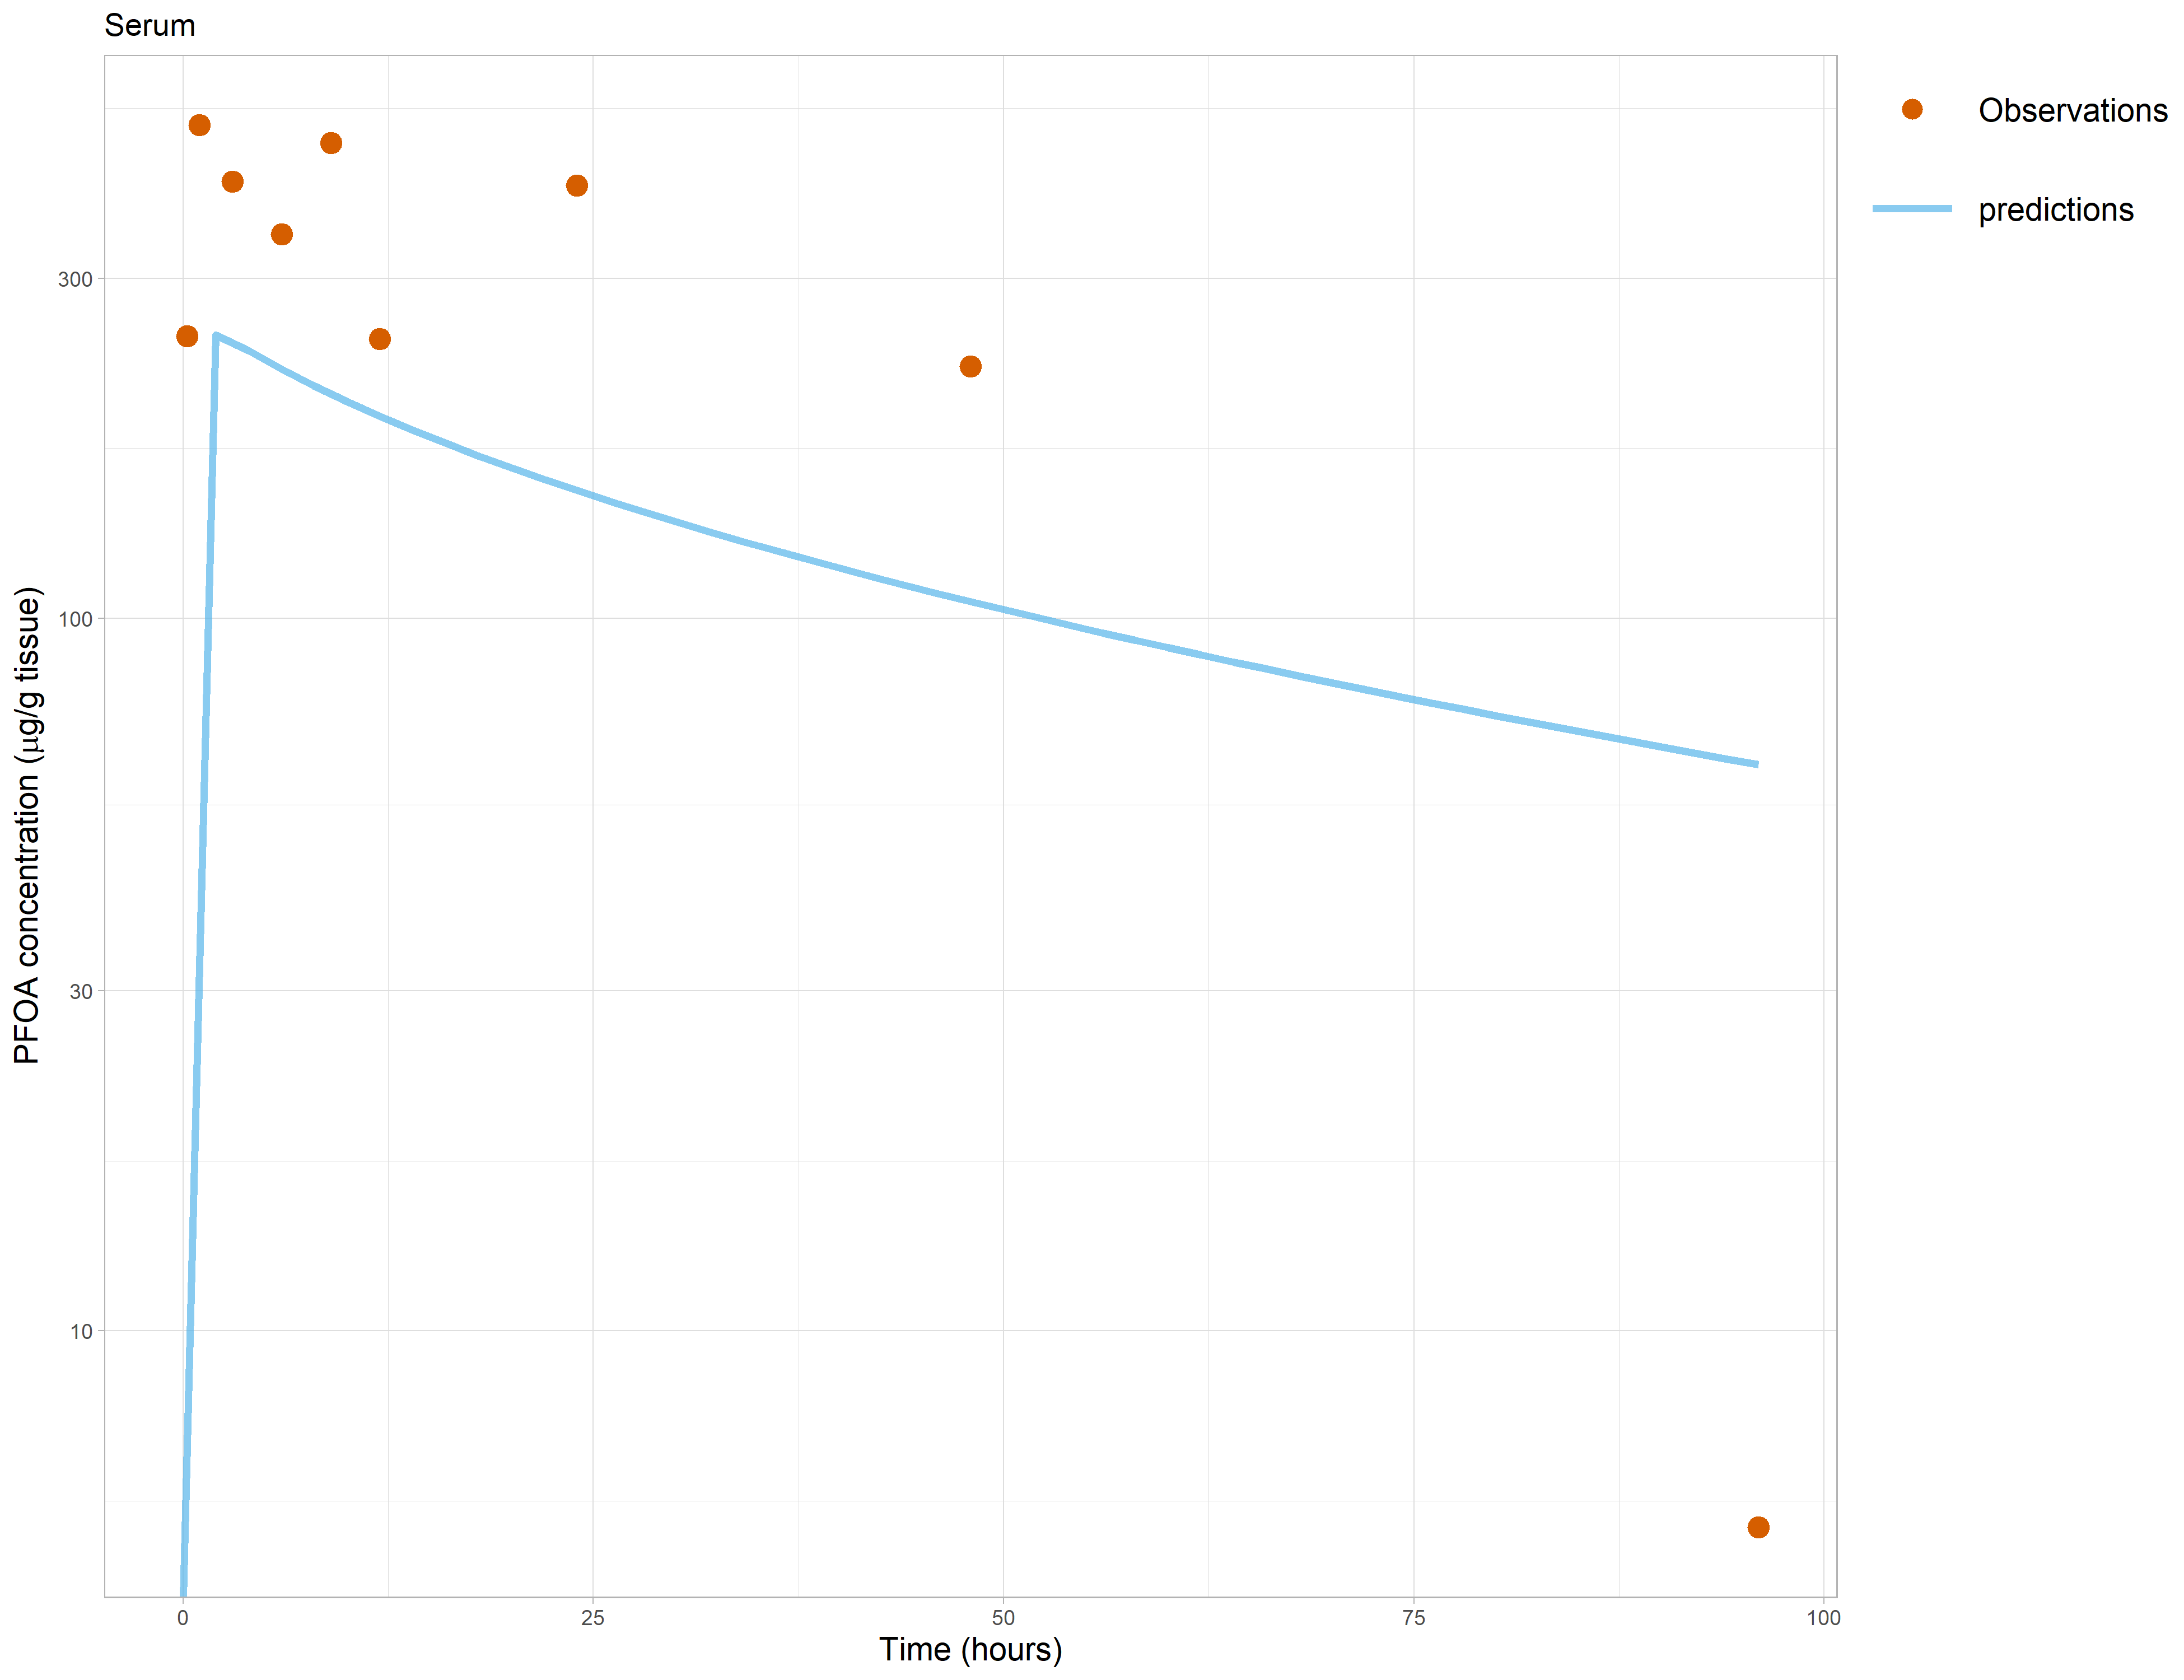 Serum
Observations
predictions
PFOA concentration (μg/g tissue)
300
100
30
10
0 25 50 75 100
Time (hours)